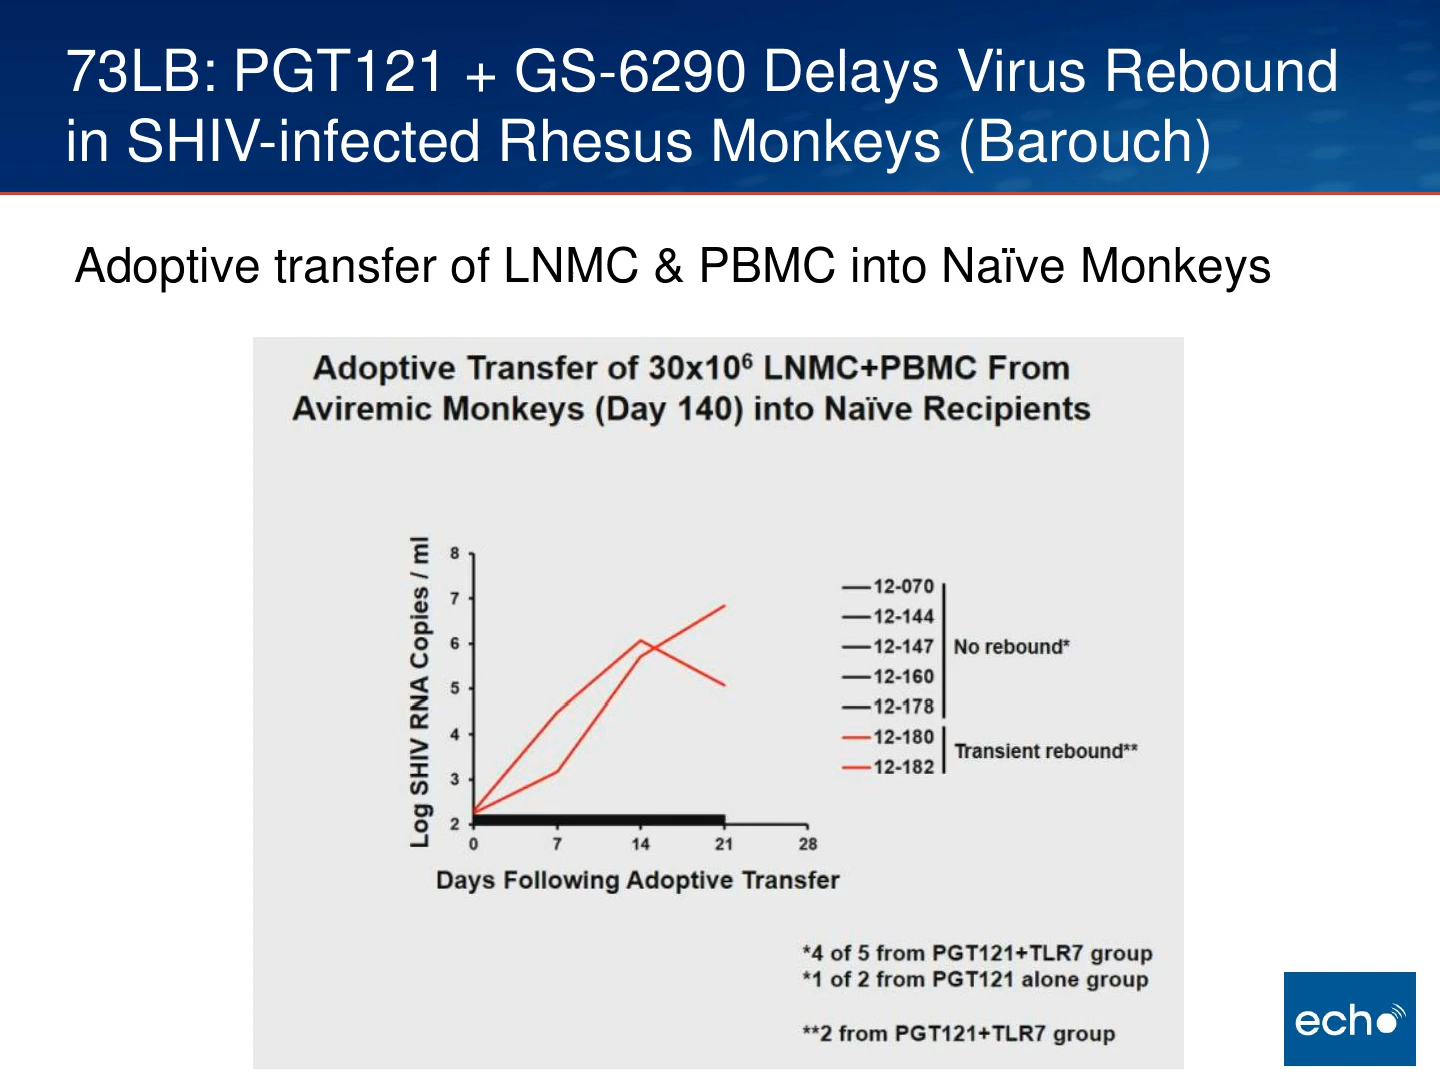 73LB: PGT121 + GS-6290 Delays Virus Rebound
in SHIV-infected Rhesus Monkeys (Barouch)
Adoptive transfer of LNMC & PBMC into Naïve Monkeys
Adoptive Transfer of 30x10⁶ LNMC+PBMC From
Aviremic Monkeys (Day 140) into Naïve Recipients
Log SHIV RNA Copies / ml
8
7
6
5
4
3
2
0 7 14 21 28
Days Following Adoptive Transfer
12-070
12-144
12-147
12-160
12-178
No rebound*
12-180
12-182
Transient rebound**
*4 of 5 from PGT121+TLR7 group
*1 of 2 from PGT121 alone group
**2 from PGT121+TLR7 group
echo